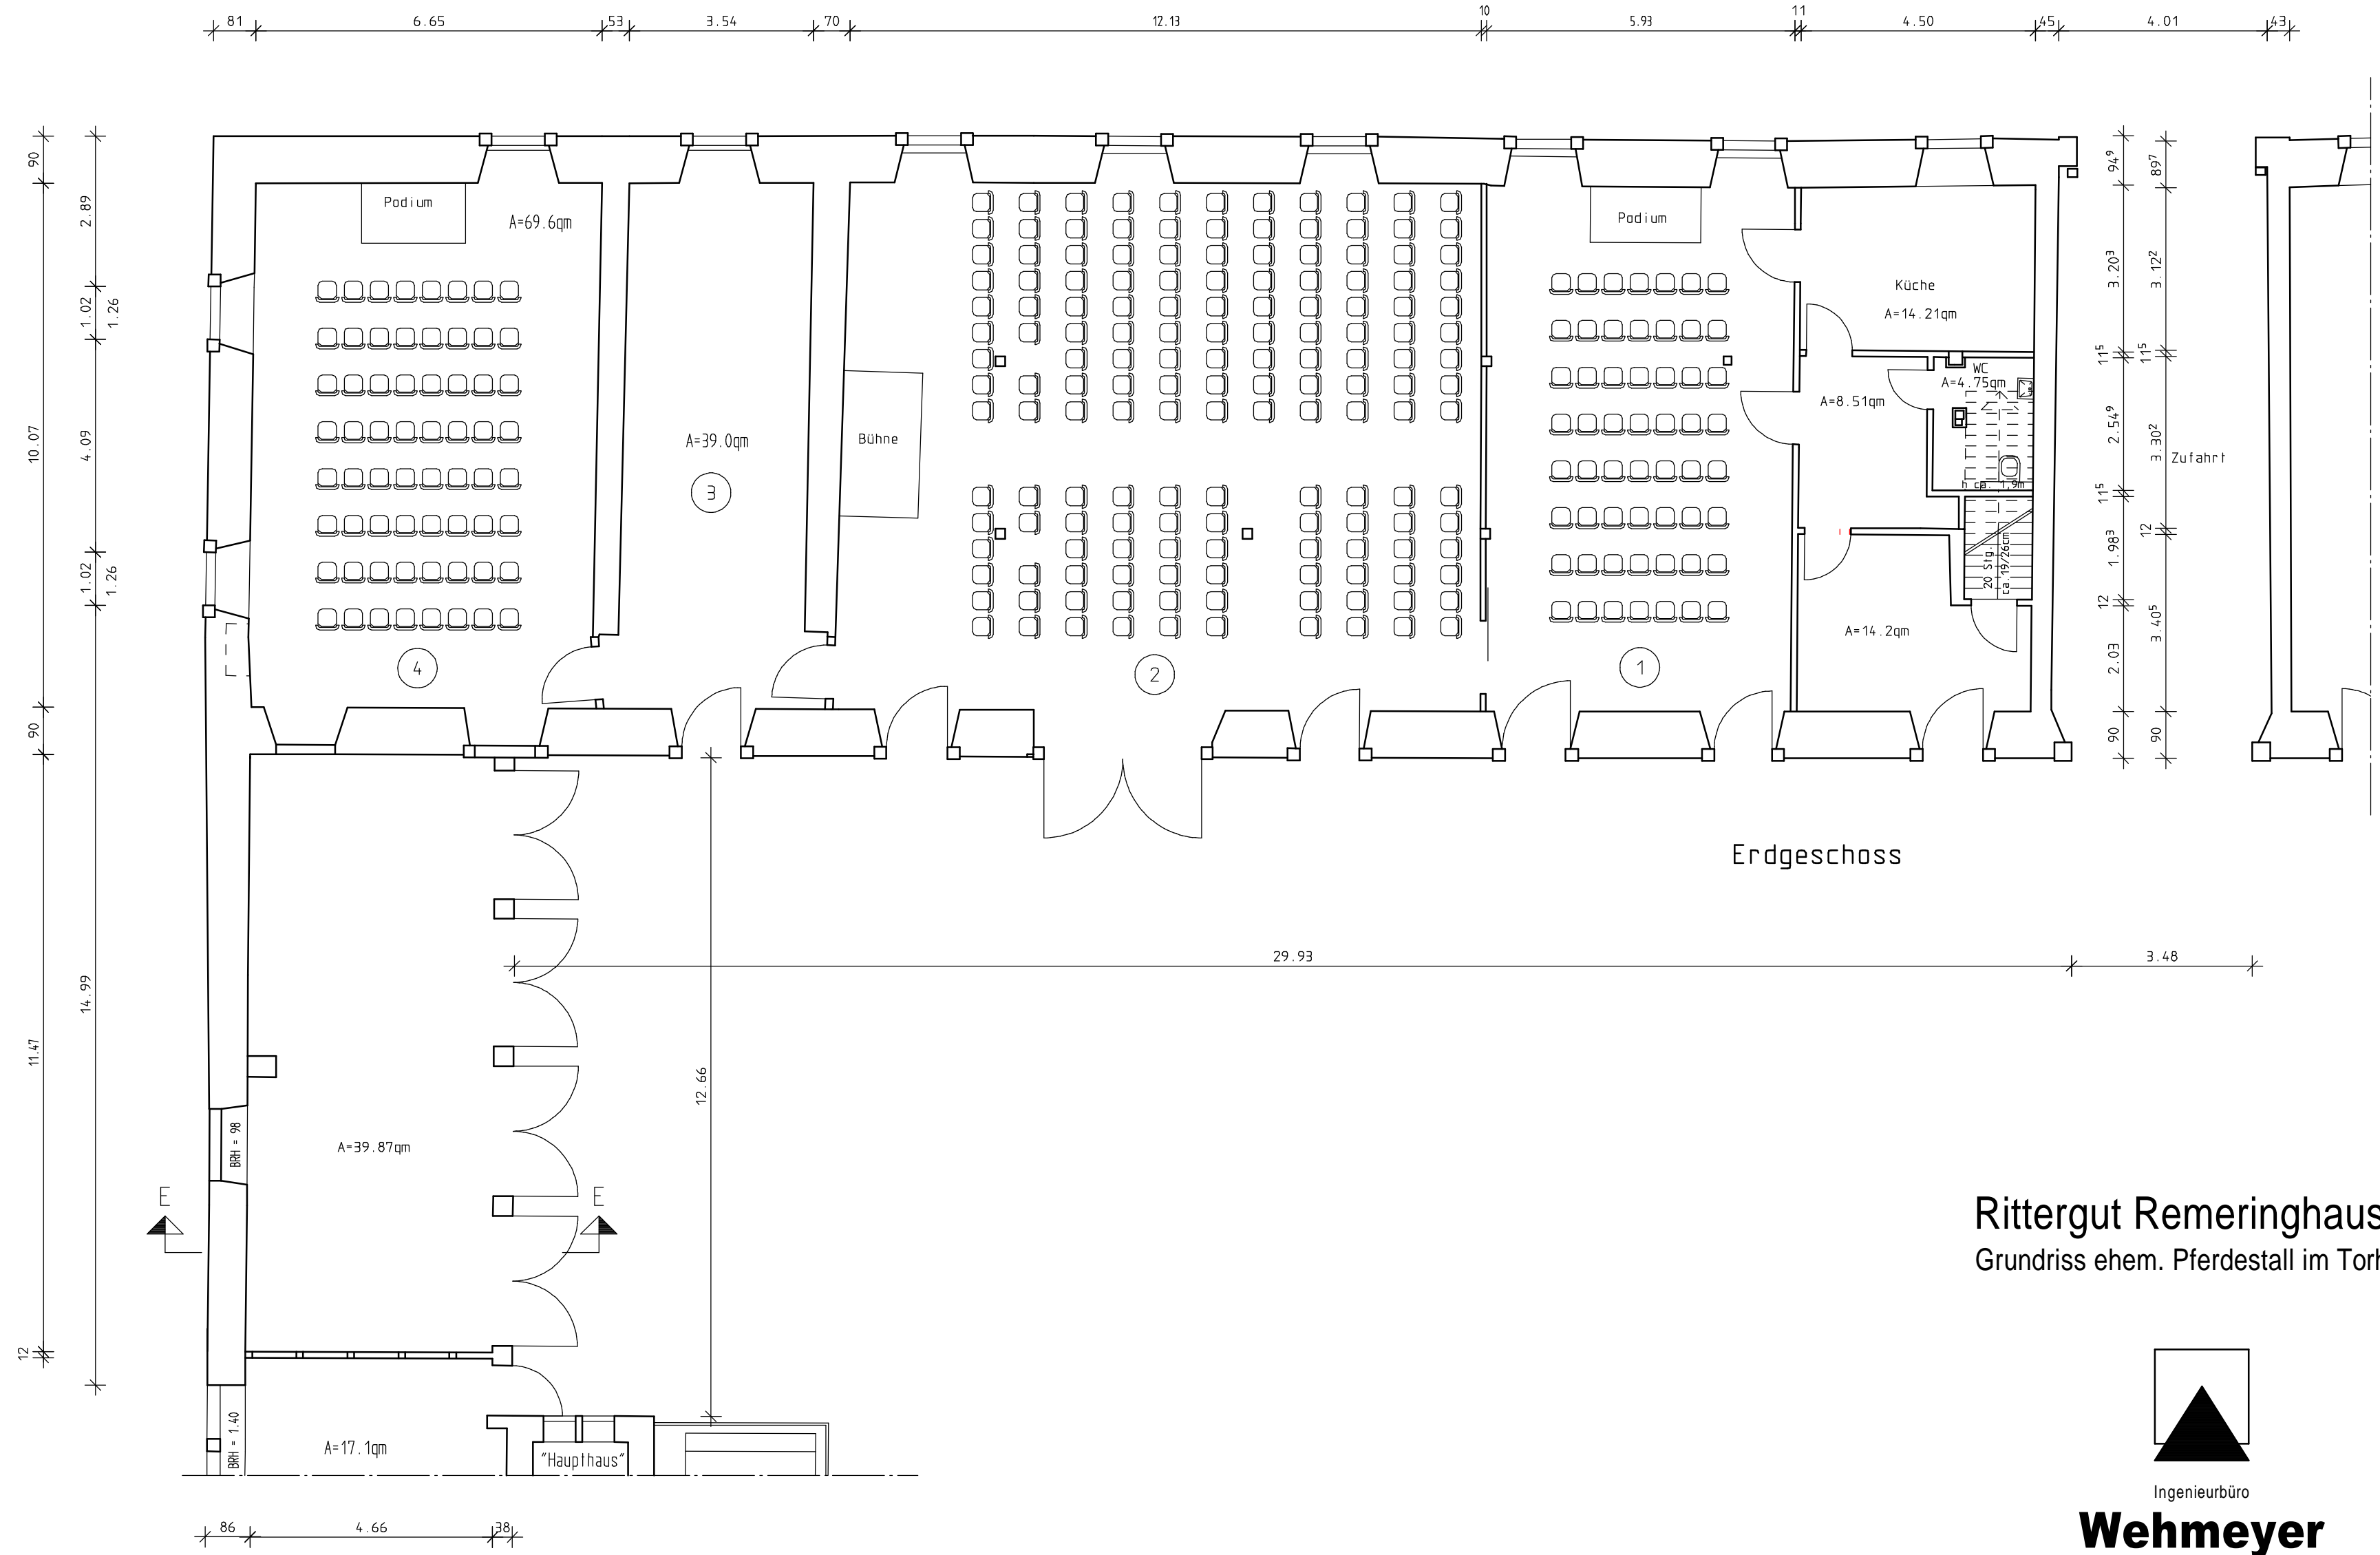 81 6.65 53 3.54 70 12.13 10 5.93 11 4.50 45 4.01 43
90
2.89
1.02
1.26
10.07
4.09
1.02
1.26
90
14.99
11.47
12
Podium
A=69.6qm
4
A=39.0qm
3
Bühne
2
Podium
1
Küche
A=14.21qm
WC
A=4.75qm
A=8.51qm
h ca. 1,9m
20 Stg.
ca.19/26cm
A=14.2qm
94⁹
89⁷
3.20³
3.12²
11⁵
11⁵
2.54⁹
3.30²
11⁵
12
1.98³
12
3.40⁵
2.03
90
90
Zufahrt
Erdgeschoss
29.93 3.48
12.66
BRH = 98
A=39.87qm
E E
BRH = 1.40
A=17.1qm
"Haupthaus"
86 4.66 38
Rittergut Remeringhaus
Grundriss ehem. Pferdestall im Torh
Ingenieurbüro
Wehmeyer